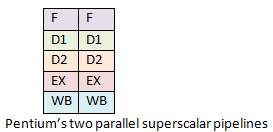 F F
D1 D1
D2 D2
EX EX
WB WB
Pentium's two parallel superscalar pipelines